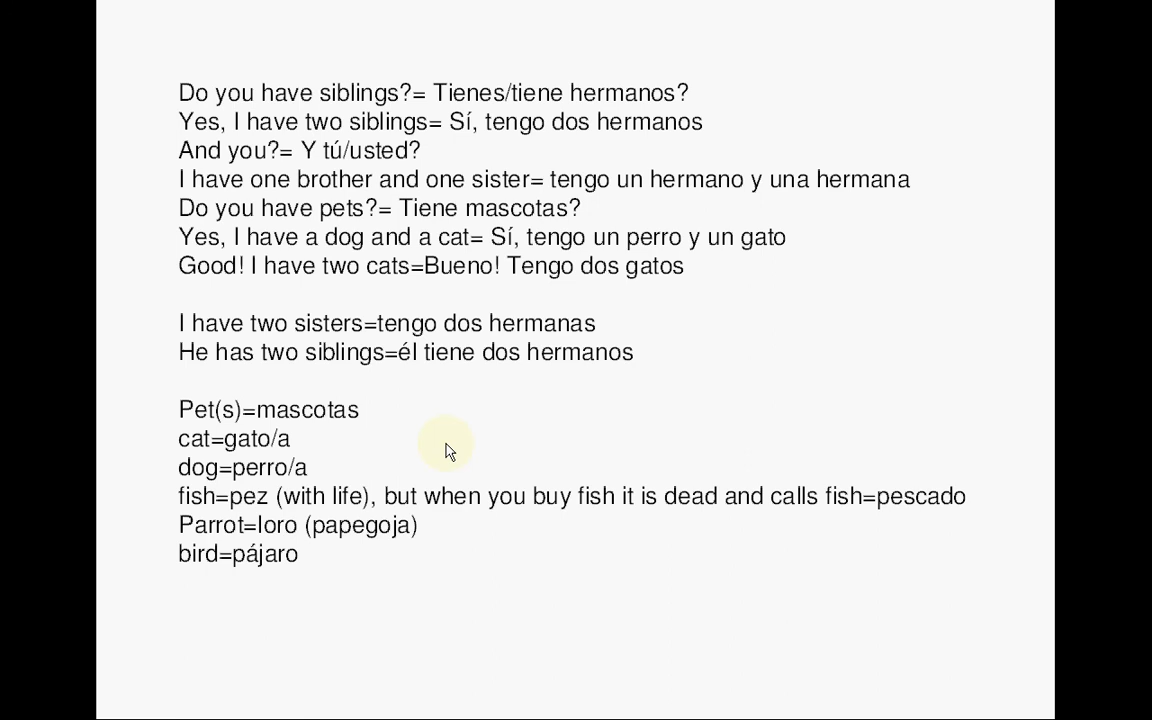 Do you have siblings?= Tienes/tiene hermanos?
Yes, I have two siblings= Sí, tengo dos hermanos
And you?= Y tú/usted?
I have one brother and one sister= tengo un hermano y una hermana
Do you have pets?= Tiene mascotas?
Yes, I have a dog and a cat= Sí, tengo un perro y un gato
Good! I have two cats=Bueno! Tengo dos gatos
I have two sisters=tengo dos hermanas
He has two siblings=él tiene dos hermanos
Pet(s)=mascotas
cat=gato/a
dog=perro/a
fish=pez (with life), but when you buy fish it is dead and calls fish=pescado
Parrot=loro (papegoja)
bird=pájaro